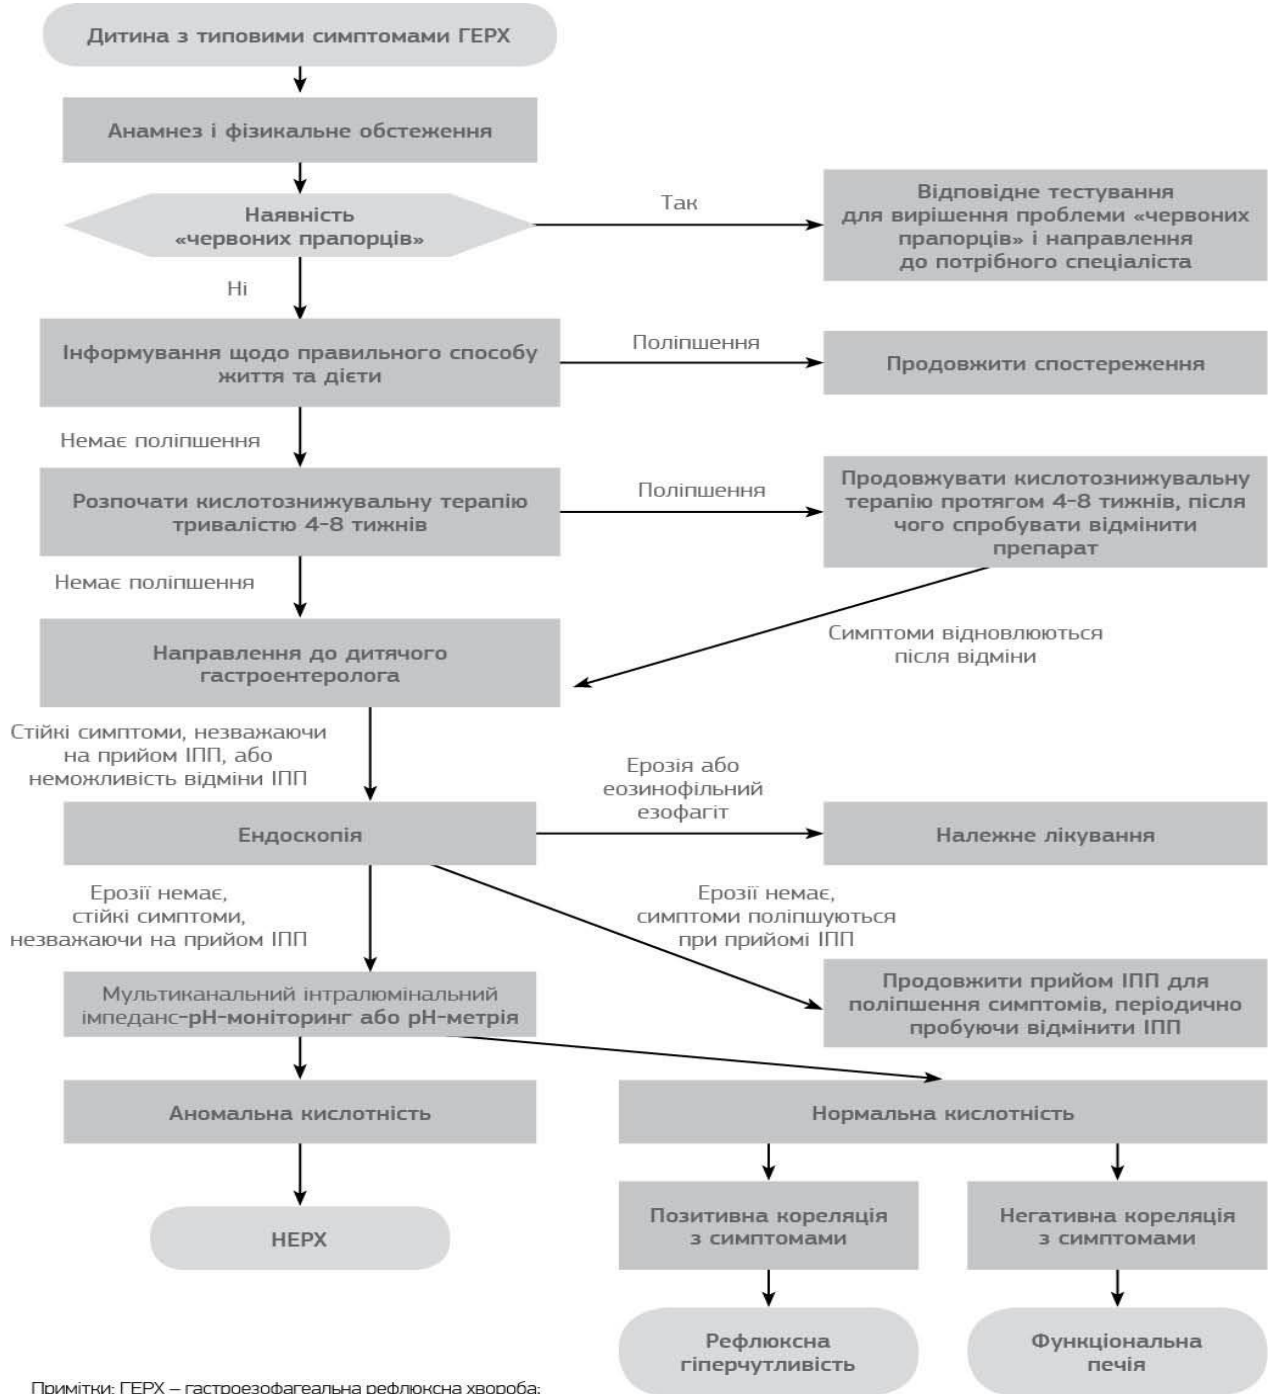 Дитина з типовими симптомами ГЕРХ
Анамнез і фізикальне обстеження
Наявність
«червоних прапорців»
Так
Відповідне тестування
для вирішення проблеми «червоних
прапорців» і направлення
до потрібного спеціаліста
Ні
Інформування щодо правильного способу
життя та дієти
Поліпшення
Продовжити спостереження
Немає поліпшення
Розпочати кислотознижувальну терапію
тривалістю 4-8 тижнів
Поліпшення
Продовжувати кислотознижувальну
терапію протягом 4-8 тижнів, після
чого спробувати відмінити
препарат
Немає поліпшення
Симптоми відновлюються
після відміни
Направлення до дитячого
гастроентеролога
Стійкі симптоми, незважаючи
на прийом ІПП, або
неможливість відміни ІПП
Ерозія або
еозинофільний
езофагіт
Ендоскопія
Належне лікування
Ерозії немає,
стійкі симптоми,
незважаючи на прийом ІПП
Ерозії немає,
симптоми поліпшуються
при прийомі ІПП
Мультиканальний інтралюмінальний
імпеданс-рН-моніторинг або рН-метрія
Продовжити прийом ІПП для
поліпшення симптомів, періодично
пробуючи відмінити ІПП
Аномальна кислотність
Нормальна кислотність
НЕРХ
Позитивна кореляція
з симптомами
Негативна кореляція
з симптомами
Рефлюксна
гіперчутливість
Функціональна
печія
Примітки: ГЕРХ – гастроезофагеальна рефлюксна хвороба;